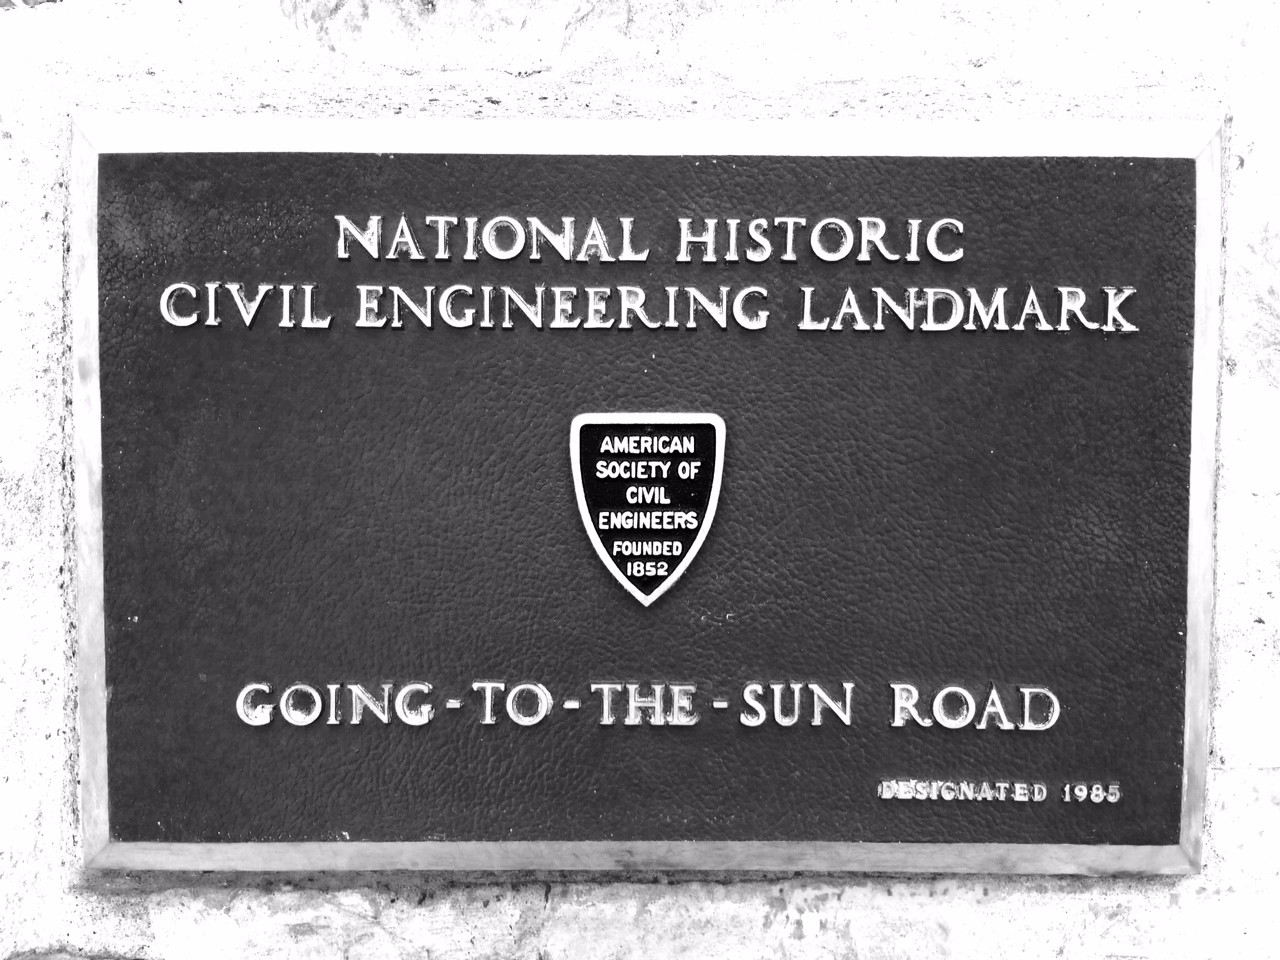 NATIONAL HISTORIC
CIVIL ENGINEERING LANDMARK
AMERICAN
SOCIETY OF
CIVIL
ENGINEERS
FOUNDED
1852
GOING-TO-THE-SUN ROAD
DESIGNATED 1985